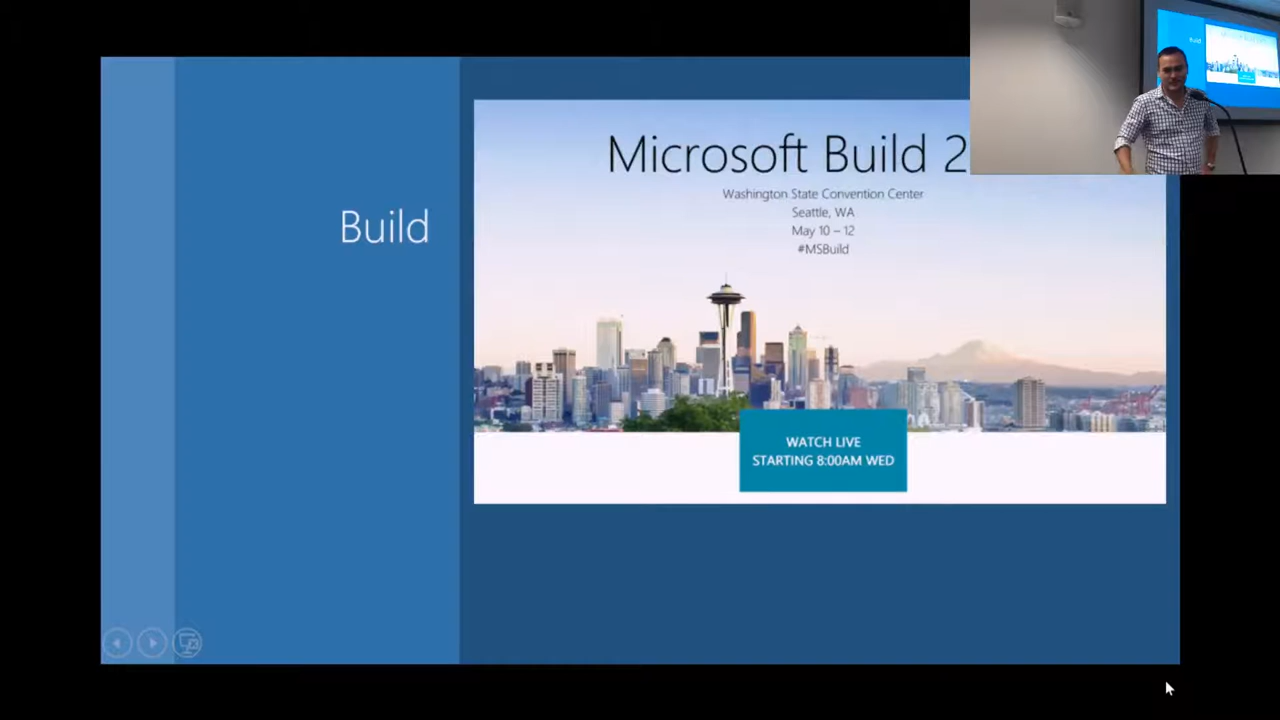 Build
Microsoft Build 2
Washington State Convention Center
Seattle, WA
May 10 – 12
#MSBuild
WATCH LIVE
STARTING 8:00AM WED
Build